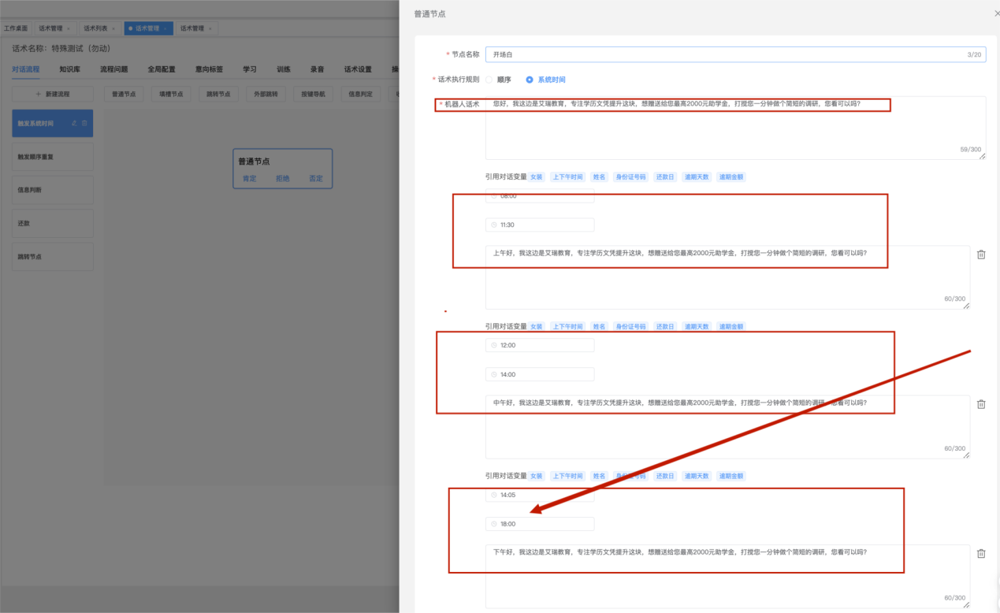 工作桌面 话术管理 × 话术列表 × 话术管理 × 话术管理 ×
话术名称：特殊测试（勿动）
对话流程 知识库 流程问题 全局配置 意向标签 学习 训练 录音 话术设置
+ 新建流程 普通节点 填槽节点 跳转节点 外部跳转 按键导航 信息判定
触发系统时间
触发顺序重复
信息判断
还款
跳转节点
普通节点
肯定 拒绝 否定
普通节点
* 节点名称 开场白 3/20
* 话术执行规则 顺序 系统时间
* 机器人话术 您好，我这边是艾瑞教育，专注学历文凭提升这块，想赠送给您最高2000元助学金，打搅您一分钟做个简短的调研，您看可以吗?
59/300
引用对话变量 女装 上下午时间 姓名 身份证号码 还款日 逾期天数 逾期金额
08:00
11:30
上午好，我这边是艾瑞教育，专注学历文凭提升这块，想赠送给您最高2000元助学金，打搅您一分钟做个简短的调研，您看可以吗?
60/300
引用对话变量 女装 上下午时间 姓名 身份证号码 还款日 逾期天数 逾期金额
12:00
14:00
中午好，我这边是艾瑞教育，专注学历文凭提升这块，想赠送给您最高2000元助学金，打搅您一分钟做个简短的调研，您看可以吗?
60/300
引用对话变量 女装 上下午时间 姓名 身份证号码 还款日 逾期天数 逾期金额
14:05
18:00
下午好，我这边是艾瑞教育，专注学历文凭提升这块，想赠送给您最高2000元助学金，打搅您一分钟做个简短的调研，您看可以吗?
60/300